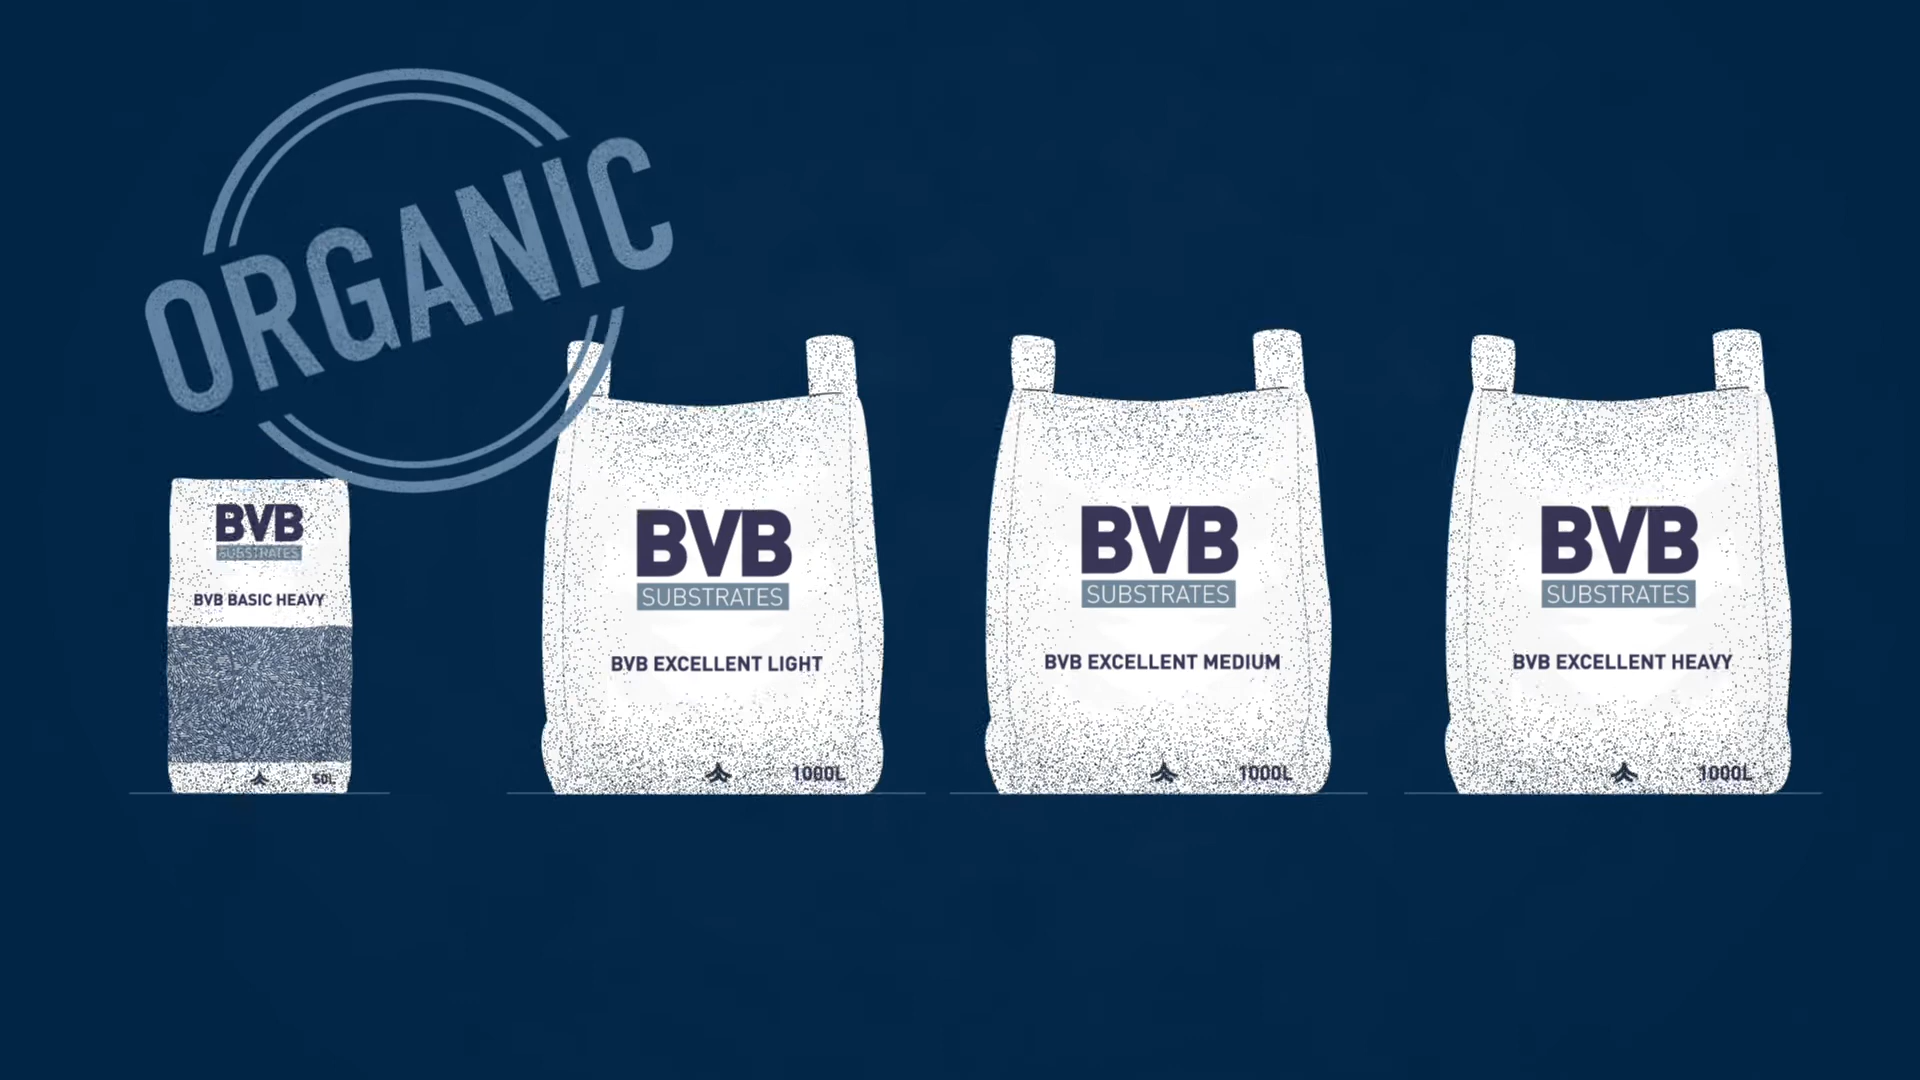 ORGANIC
BVB
SUBSTRATES
BVB BASIC HEAVY
50L
BVB
SUBSTRATES
BVB EXCELLENT LIGHT
1000L
BVB
SUBSTRATES
BVB EXCELLENT MEDIUM
1000L
BVB
SUBSTRATES
BVB EXCELLENT HEAVY
1000L